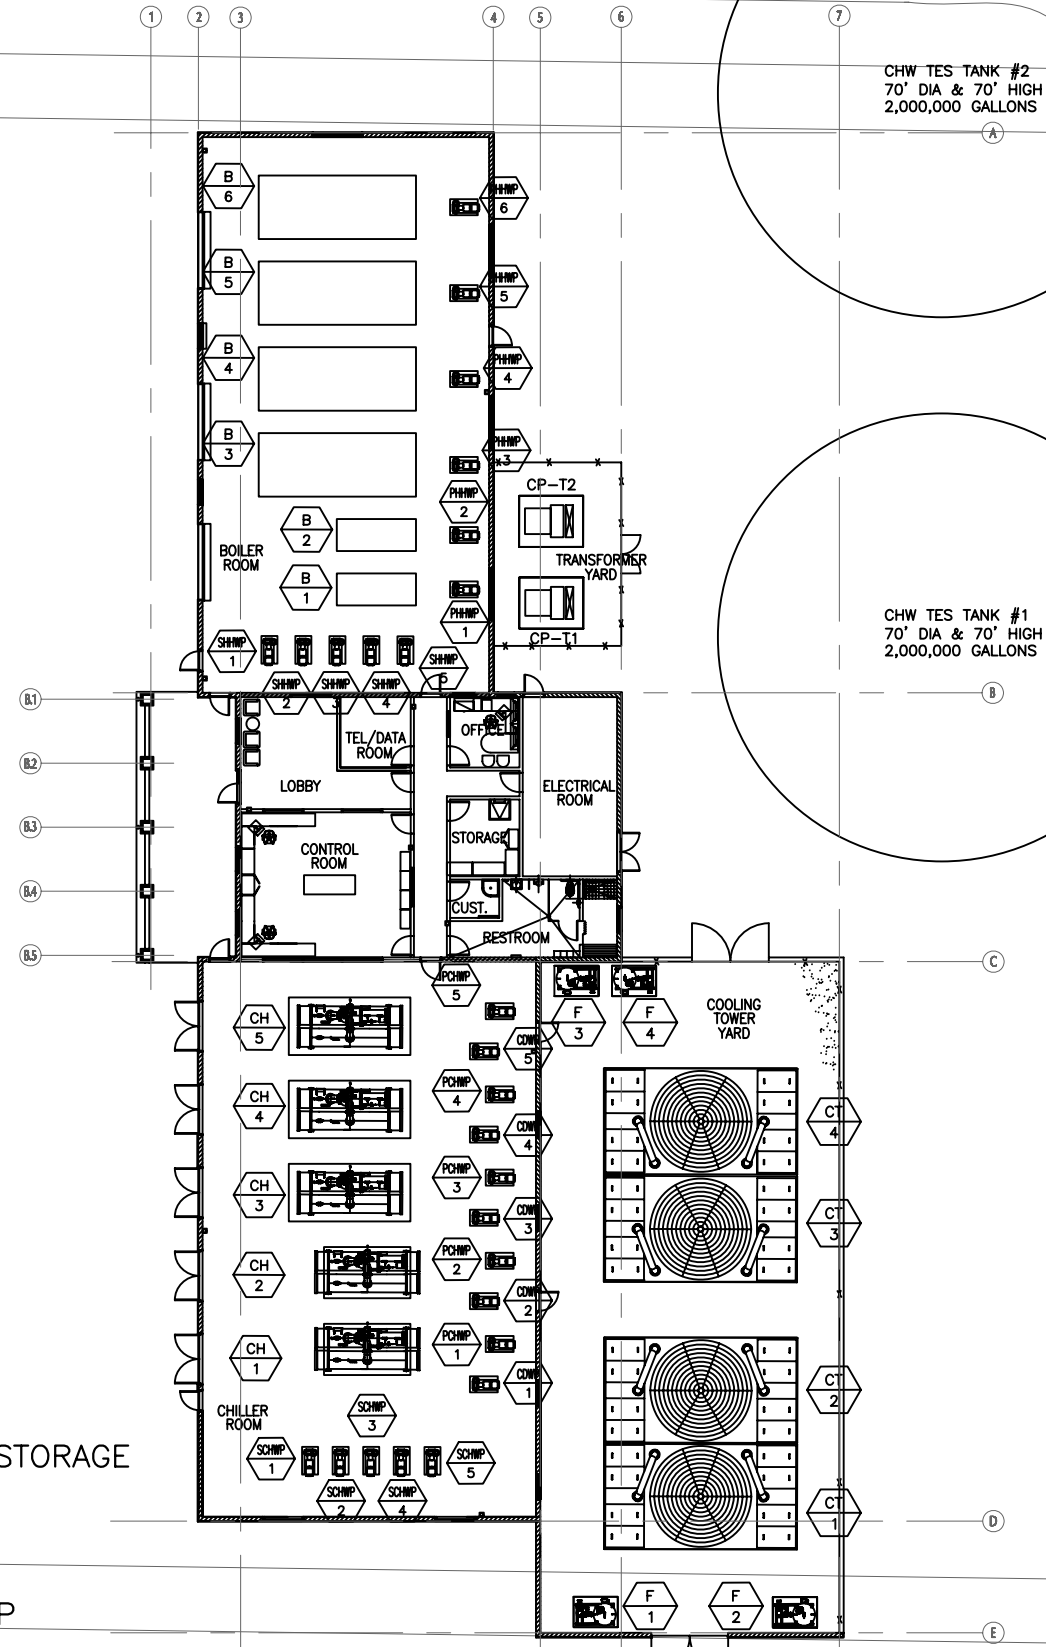 1
2
3
4
5
6
7
CHW TES TANK #2
70' DIA & 70' HIGH
2,000,000 GALLONS
A
B
6
HHWP
6
B
5
HHWP
5
B
4
PHHWP
4
B
3
PHHWP
3
CP-T2
PHHWP
2
B
2
BOILER
ROOM
TRANSFORMER
YARD
B
1
PHHWP
1
CP-T1
CHW TES TANK #1
70' DIA & 70' HIGH
2,000,000 GALLONS
SHHWP
1
SHHWP
2
SHHWP
3
SHHWP
4
SHHWP
5
B.1
B
OFFICE
TEL/DATA
ROOM
B.2
LOBBY
ELECTRICAL
ROOM
B.3
STORAGE
CONTROL
ROOM
B.4
CUST.
RESTROOM
B.5
C
PCHWP
5
CH
5
F
3
F
4
COOLING
TOWER
YARD
CDW
5
PCHWP
4
CH
4
CDW
4
CT
4
PCHWP
3
CH
3
CDW
3
CT
3
PCHWP
2
CH
2
CDW
2
PCHWP
1
CH
1
CDW
1
CT
2
CHILLER
ROOM
SCHWP
3
STORAGE
SCHWP
1
SCHWP
5
SCHWP
2
SCHWP
4
CT
1
D
P
F
1
F
2
E